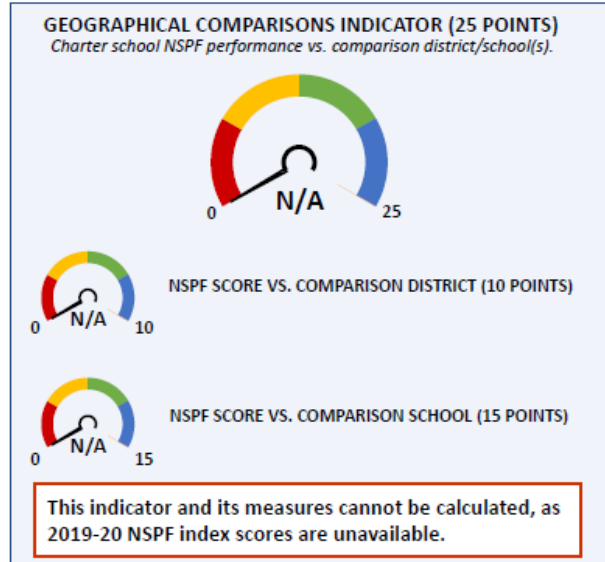 GEOGRAPHICAL COMPARISONS INDICATOR (25 POINTS)
Charter school NSPF performance vs. comparison district/school(s).
N/A
0
25
NSPF SCORE VS. COMPARISON DISTRICT (10 POINTS)
N/A
0
10
NSPF SCORE VS. COMPARISON SCHOOL (15 POINTS)
N/A
0
15
This indicator and its measures cannot be calculated, as
2019-20 NSPF index scores are unavailable.